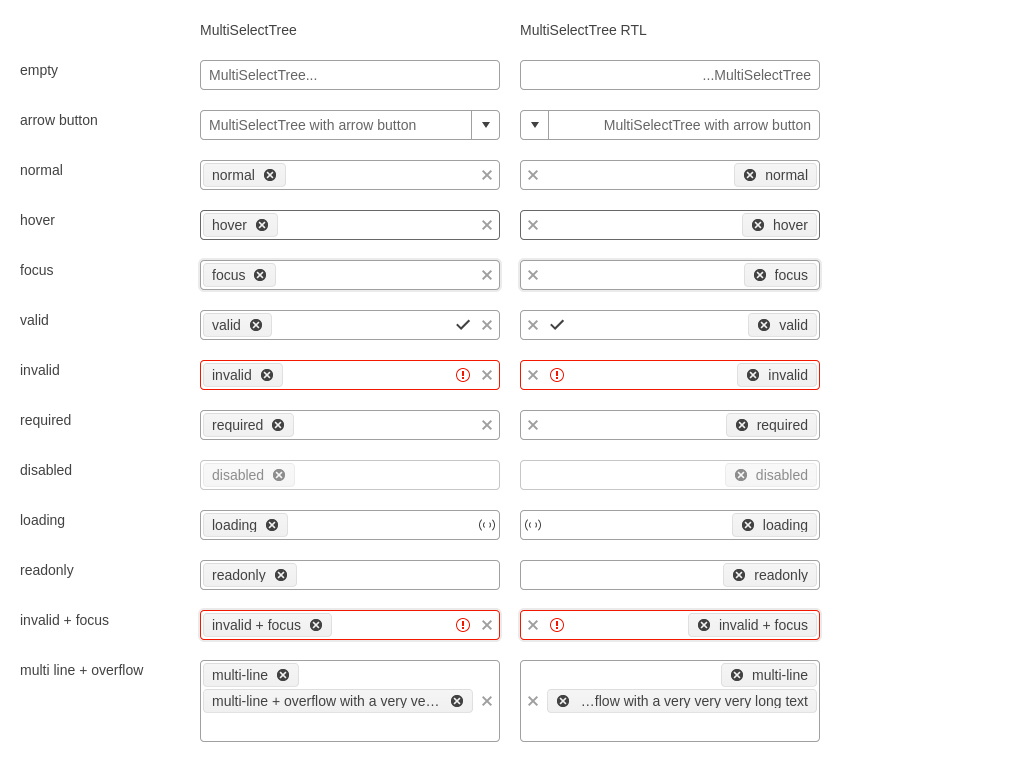 MultiSelectTree MultiSelectTree RTL
empty MultiSelectTree... ...MultiSelectTree
arrow button MultiSelectTree with arrow button MultiSelectTree with arrow button
normal normal normal
hover hover hover
focus focus focus
valid valid valid
invalid invalid invalid
required required required
disabled disabled disabled
loading loading loading
readonly readonly readonly
invalid + focus invalid + focus invalid + focus
multi line + overflow multi-line multi-line
multi-line + overflow with a very ve… …flow with a very very very long text